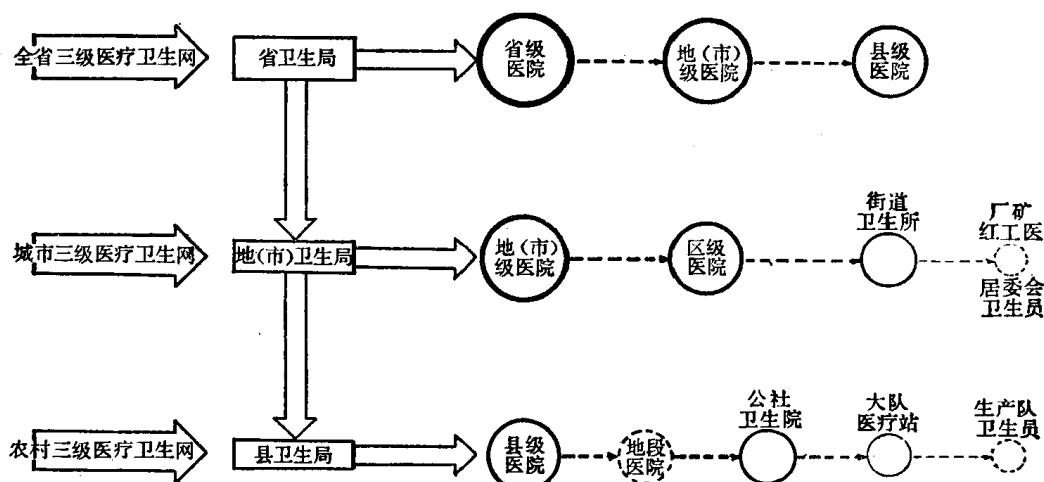 全省三级医疗卫生网
省卫生局
省级
医院
地(市)
级医院
县级
医院
城市三级医疗卫生网
地(市)卫生局
地(市)
级医院
区级
医院
街道
卫生所
厂矿
红工医
居委会
卫生员
农村三级医疗卫生网
县卫生局
县级
医院
地段
医院
公社
卫生院
大队
医疗站
生产队
卫生员